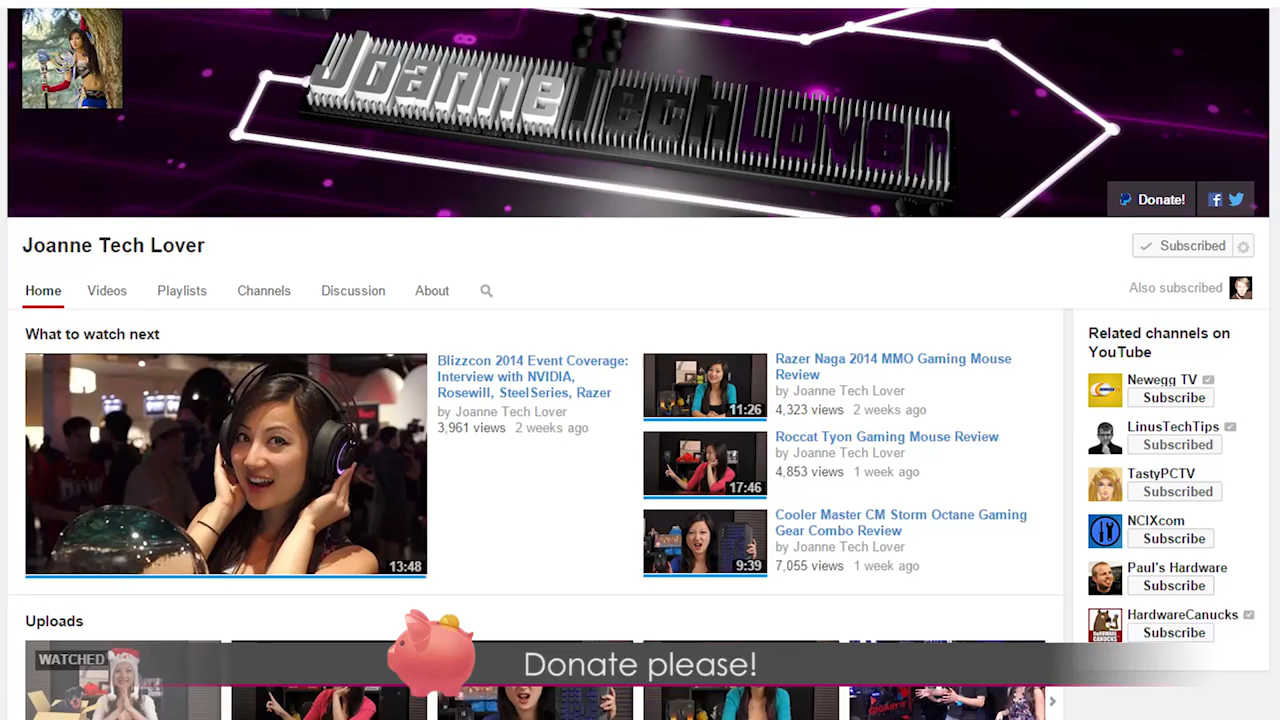 Joanne Tech Lover
Donate!
Joanne Tech Lover
Subscribed
Home
Videos
Playlists
Channels
Discussion
About
Also subscribed
What to watch next
13:48
Blizzcon 2014 Event Coverage:
Interview with NVIDIA,
Rosewill, SteelSeries, Razer
by Joanne Tech Lover
3,961 views 2 weeks ago
11:26
Razer Naga 2014 MMO Gaming Mouse
Review
by Joanne Tech Lover
4,323 views 2 weeks ago
17:46
Roccat Tyon Gaming Mouse Review
by Joanne Tech Lover
4,853 views 1 week ago
9:39
Cooler Master CM Storm Octane Gaming
Gear Combo Review
by Joanne Tech Lover
7,055 views 1 week ago
Related channels on
YouTube
Newegg TV
Subscribe
LinusTechTips
Subscribed
TastyPCTV
Subscribed
NCIXcom
Subscribe
Paul's Hardware
Subscribe
HardwareCanucks
Subscribe
Uploads
WATCHED
Donate please!